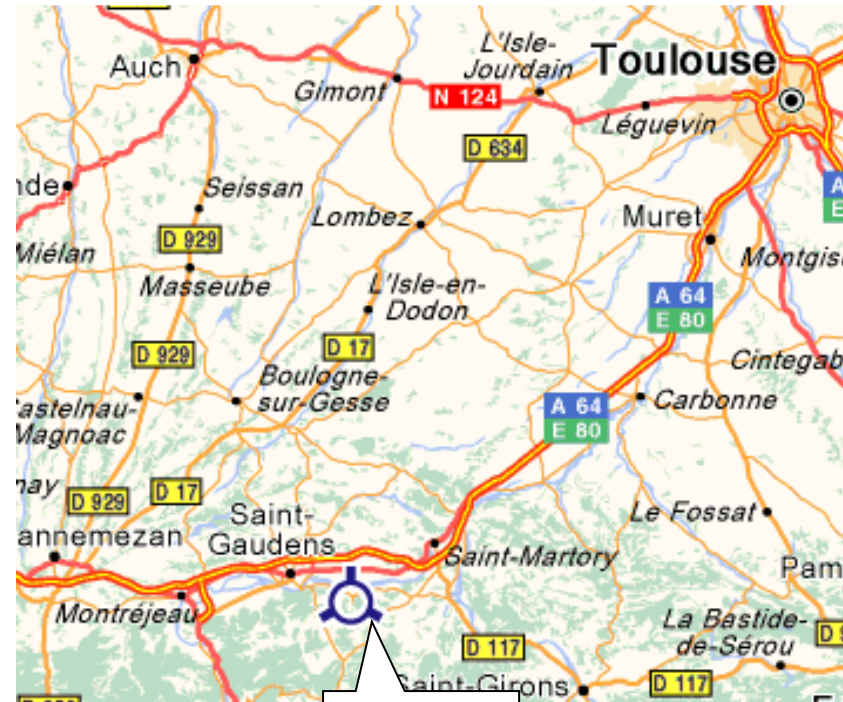 Auch
L'Isle-
Jourdain
Toulouse
Gimont
N 124
Léguevin
D 634
nde
Seissan
A
E
Lombez
Muret
D 929
Miélan
Montgis
Masseube
L'Isle-en-
Dodon
A 64
E 80
D 17
D 929
Cintegab
Boulogne-
sur-Gesse
A 64
E 80
Carbonne
astelnau-
Magnoac
nay
D 929
D 17
Saint-
Gaudens
Le Fossat
annemezan
Saint-Martory
Pam
Montréjeau
La Bastide-
de-Sérou
D 9
D 117
Saint-Girons
D 117